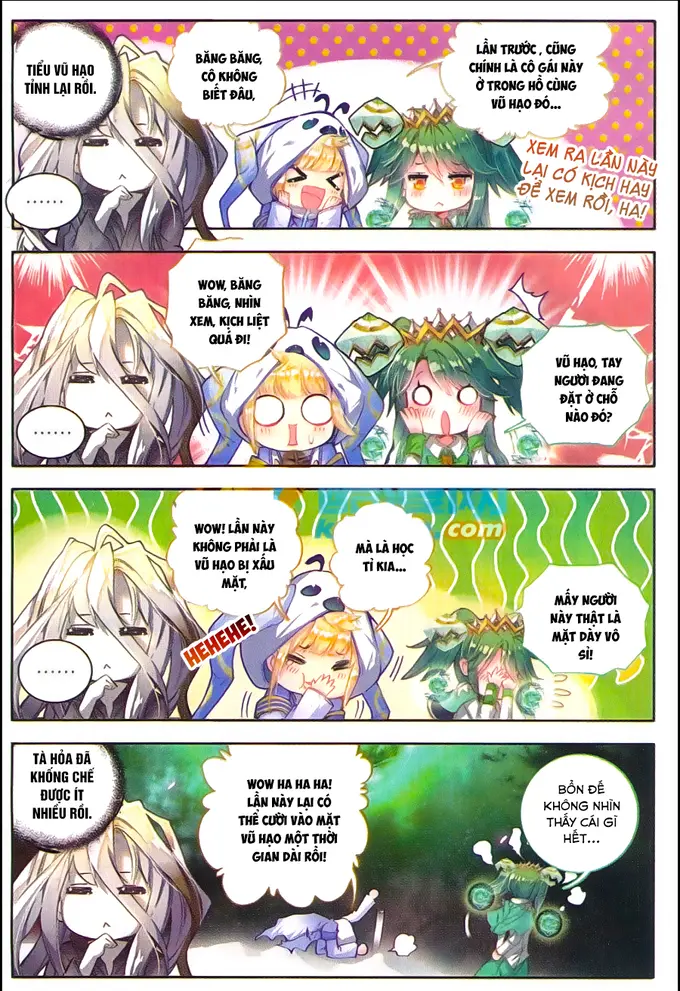 TIỂU VŨ HẠO
TỈNH LẠI RỒI.
BĂNG BĂNG,
CÔ KHÔNG
BIẾT ĐÂU,
LẦN TRƯỚC, CŨNG
CHÍNH LÀ CÔ GÁI NÀY
Ở TRONG HỒ CÙNG
VŨ HẠO ĐÓ...
XEM RA LẦN NÀY
LẠI CÓ KỊCH HAY
ĐỂ XEM RỒI, HA!
......
WOW, BĂNG
BĂNG, NHÌN
XEM, KỊCH LIỆT
QUÁ ĐI!
VŨ HẠO, TAY
NGƯƠI ĐANG
ĐẶT Ở CHỖ
NÀO ĐÓ?
......
WOW! LẦN NÀY
KHÔNG PHẢI LÀ
VŨ HẠO BỊ XẤU
MẶT,
MÀ LÀ HỌC
TỈ KIA...
.com
HEHEHE!
MẤY NGƯỜI
NÀY THẬT LÀ
MẶT DÀY VÔ
SỈ!
......
TÀ HỎA ĐÃ
KHỐNG CHẾ
ĐƯỢC ÍT
NHIỀU RỒI.
WOW HA HA HA!
LẦN NÀY LẠI CÓ
THỂ CƯỜI VÀO MẶT
VŨ HẠO MỘT THỜI
GIAN DÀI RỒI!
BỔN ĐẾ
KHÔNG NHÌN
THẤY CÁI GÌ
HẾT...